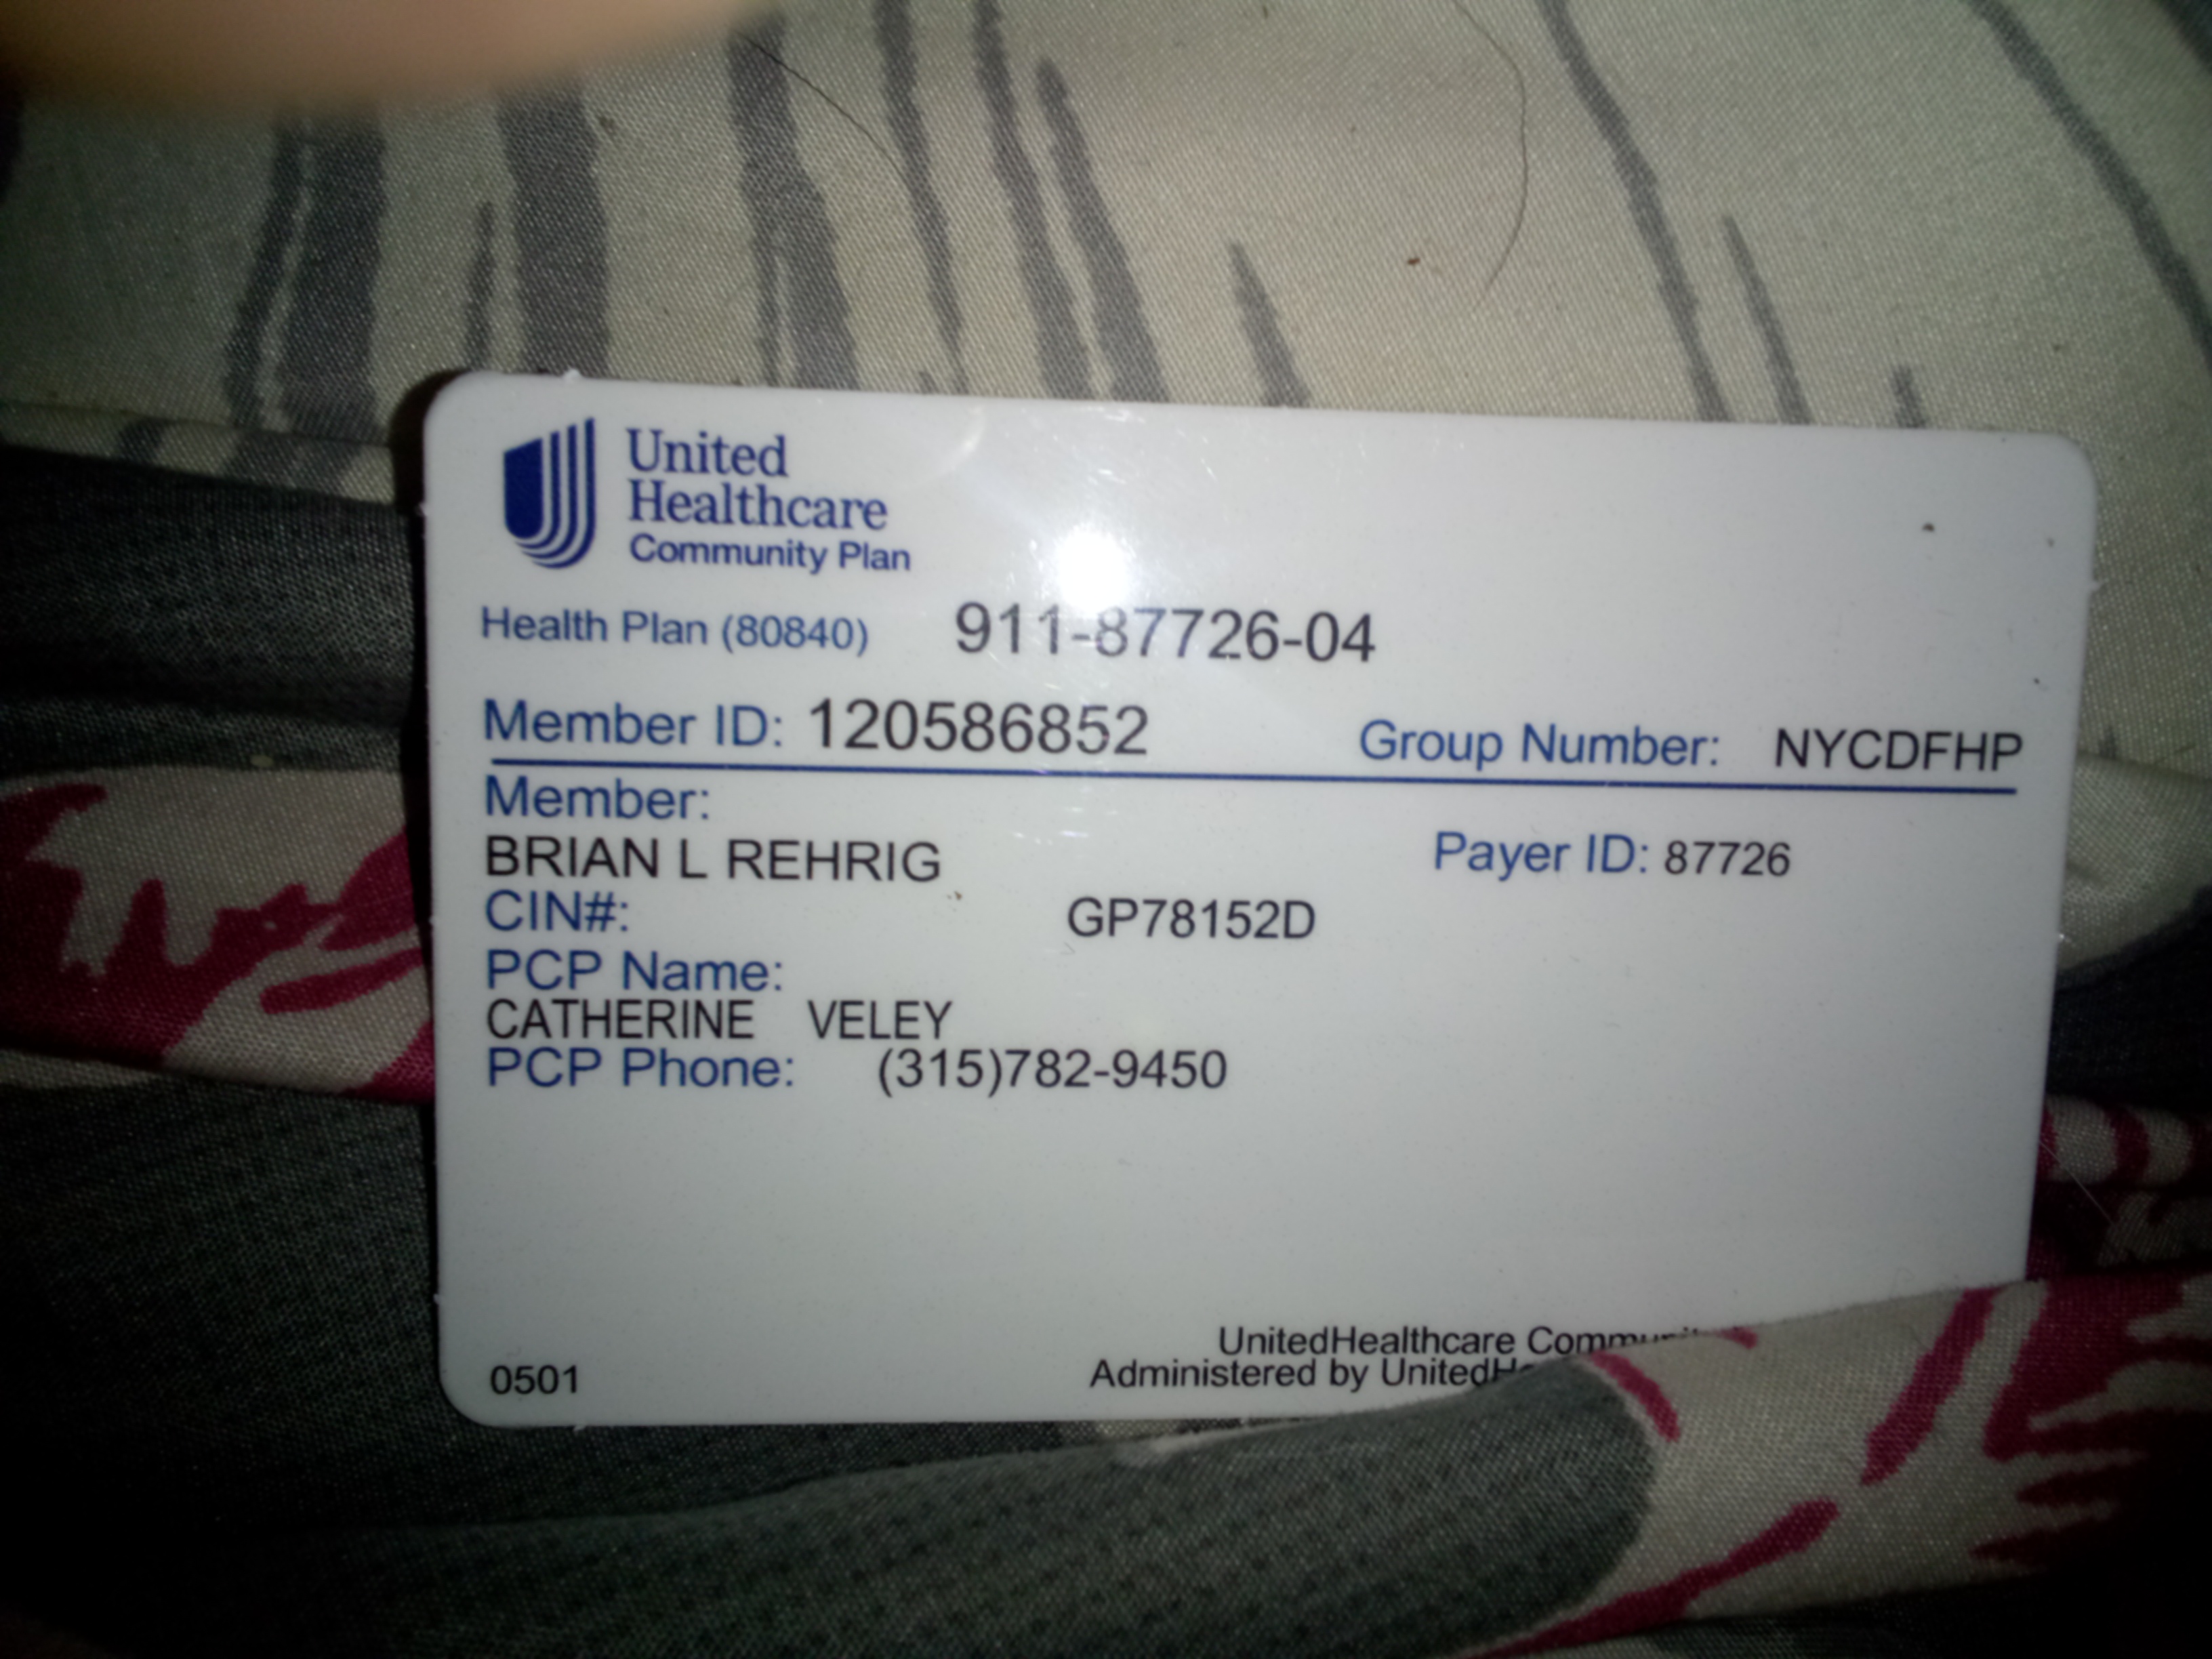 United
Healthcare
Community Plan
Health Plan (80840) 911-87726-04
Member ID: 120586852 Group Number: NYCDFHP
Member:
BRIAN L REHRIG Payer ID: 87726
CIN#: GP78152D
PCP Name:
CATHERINE VELEY
PCP Phone: (315)782-9450
UnitedHealthcare
0501 Administered by